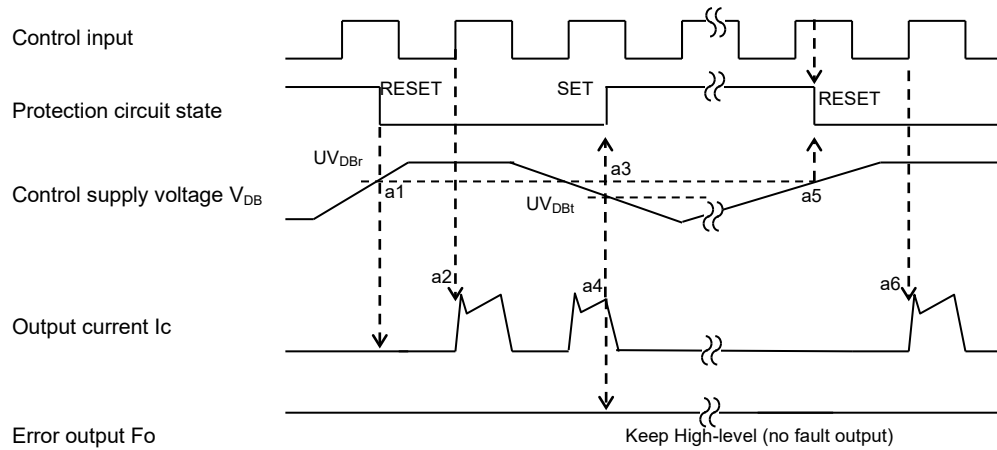 Control input
RESET
SET
Protection circuit state
RESET
UVDBr
a3
a1
Control supply voltage VDB
a5
UVDBt
a2
a4
a6
Output current Ic
Error output Fo
Keep High-level (no fault output)